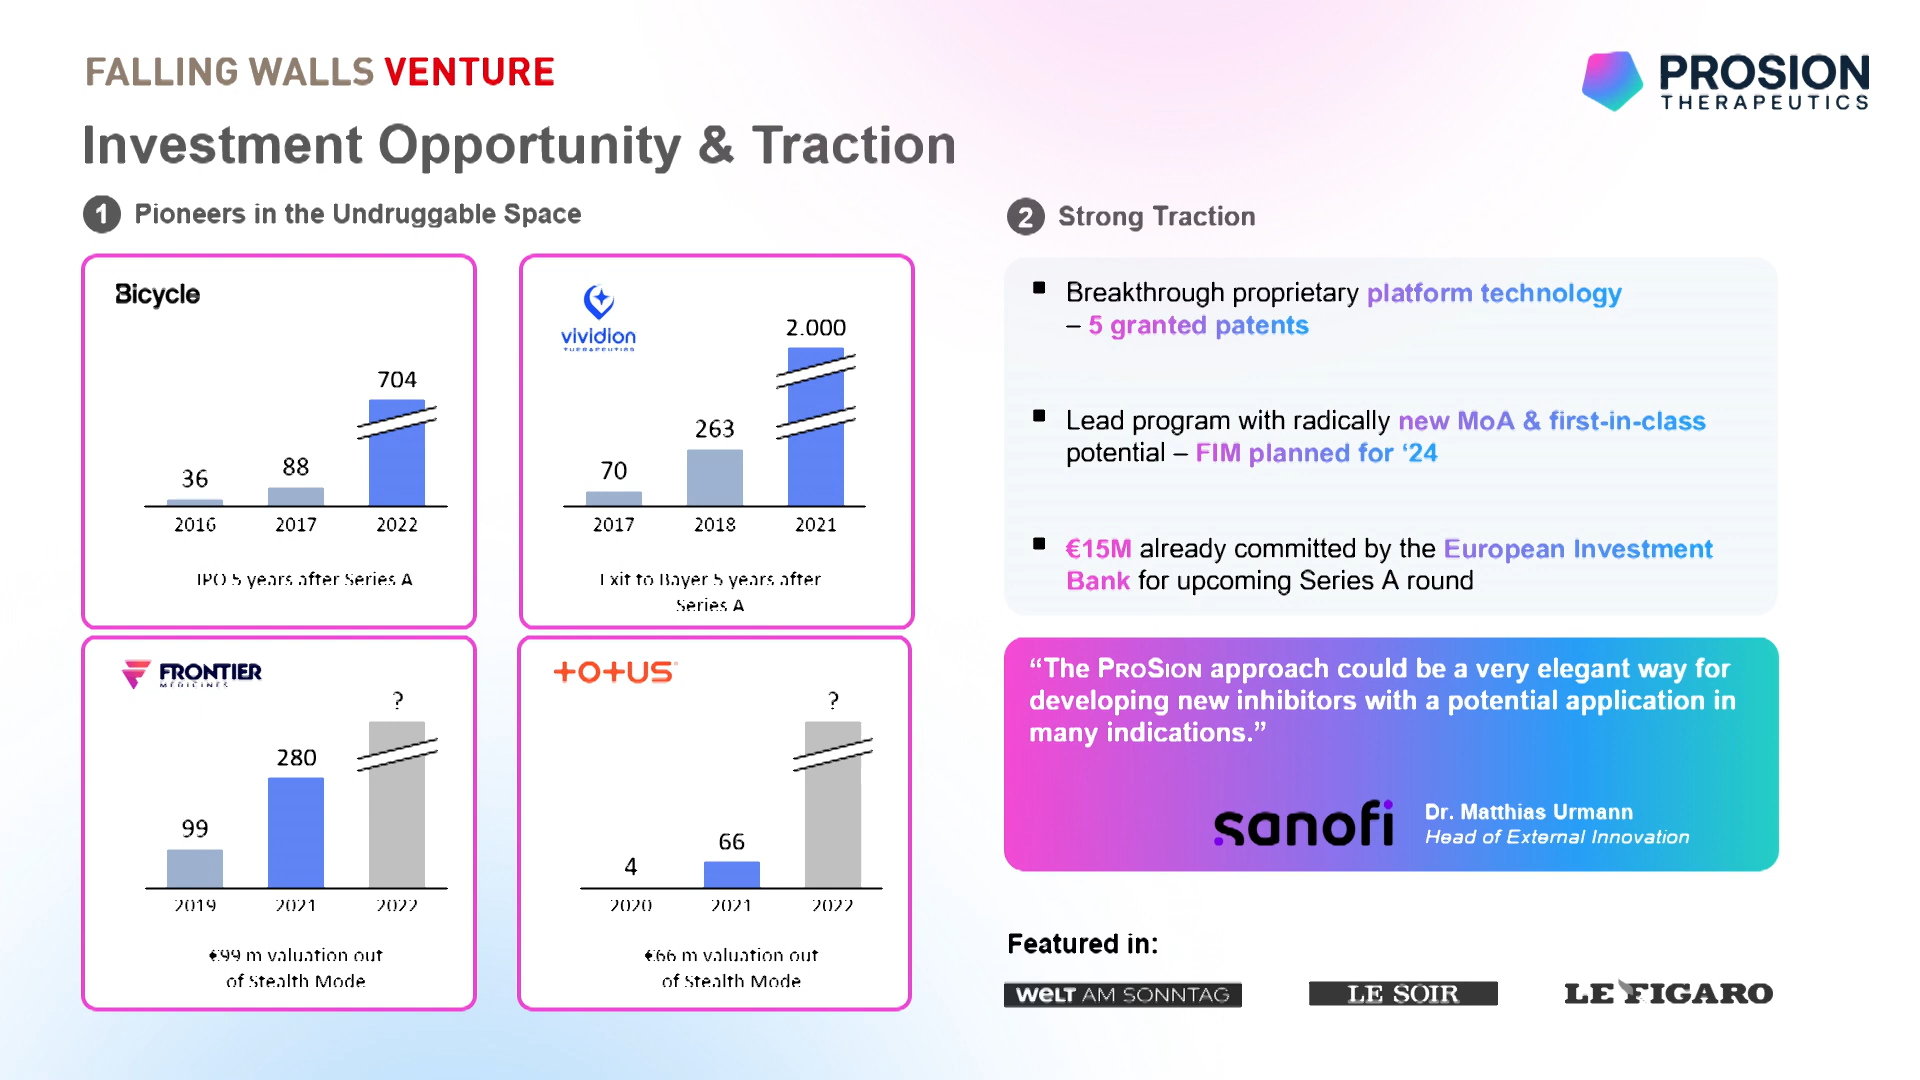 FALLING WALLS VENTURE
PROSION
THERAPEUTICS
Investment Opportunity & Traction
1 Pioneers in the Undruggable Space
Bicycle
704
88
36
2016 2017 2022
IPO 5 years after Series A
vividion
THERAPEUTICS
2.000
263
70
2017 2018 2021
Exit to Bayer 5 years after
Series A
FRONTIER
MEDICINES
?
280
99
2019 2021 2022
€99 m valuation out
of Stealth Mode
totus
?
66
4
2020 2021 2022
€66 m valuation out
of Stealth Mode
2 Strong Traction
▪ Breakthrough proprietary platform technology
– 5 granted patents
▪ Lead program with radically new MoA & first-in-class
potential – FIM planned for ‘24
▪ €15M already committed by the European Investment
Bank for upcoming Series A round
“The PROSION approach could be a very elegant way for
developing new inhibitors with a potential application in
many indications.”
sanofi
Dr. Matthias Urmann
Head of External Innovation
Featured in:
WELT AM SONNTAG
LE SOIR
LE FIGARO